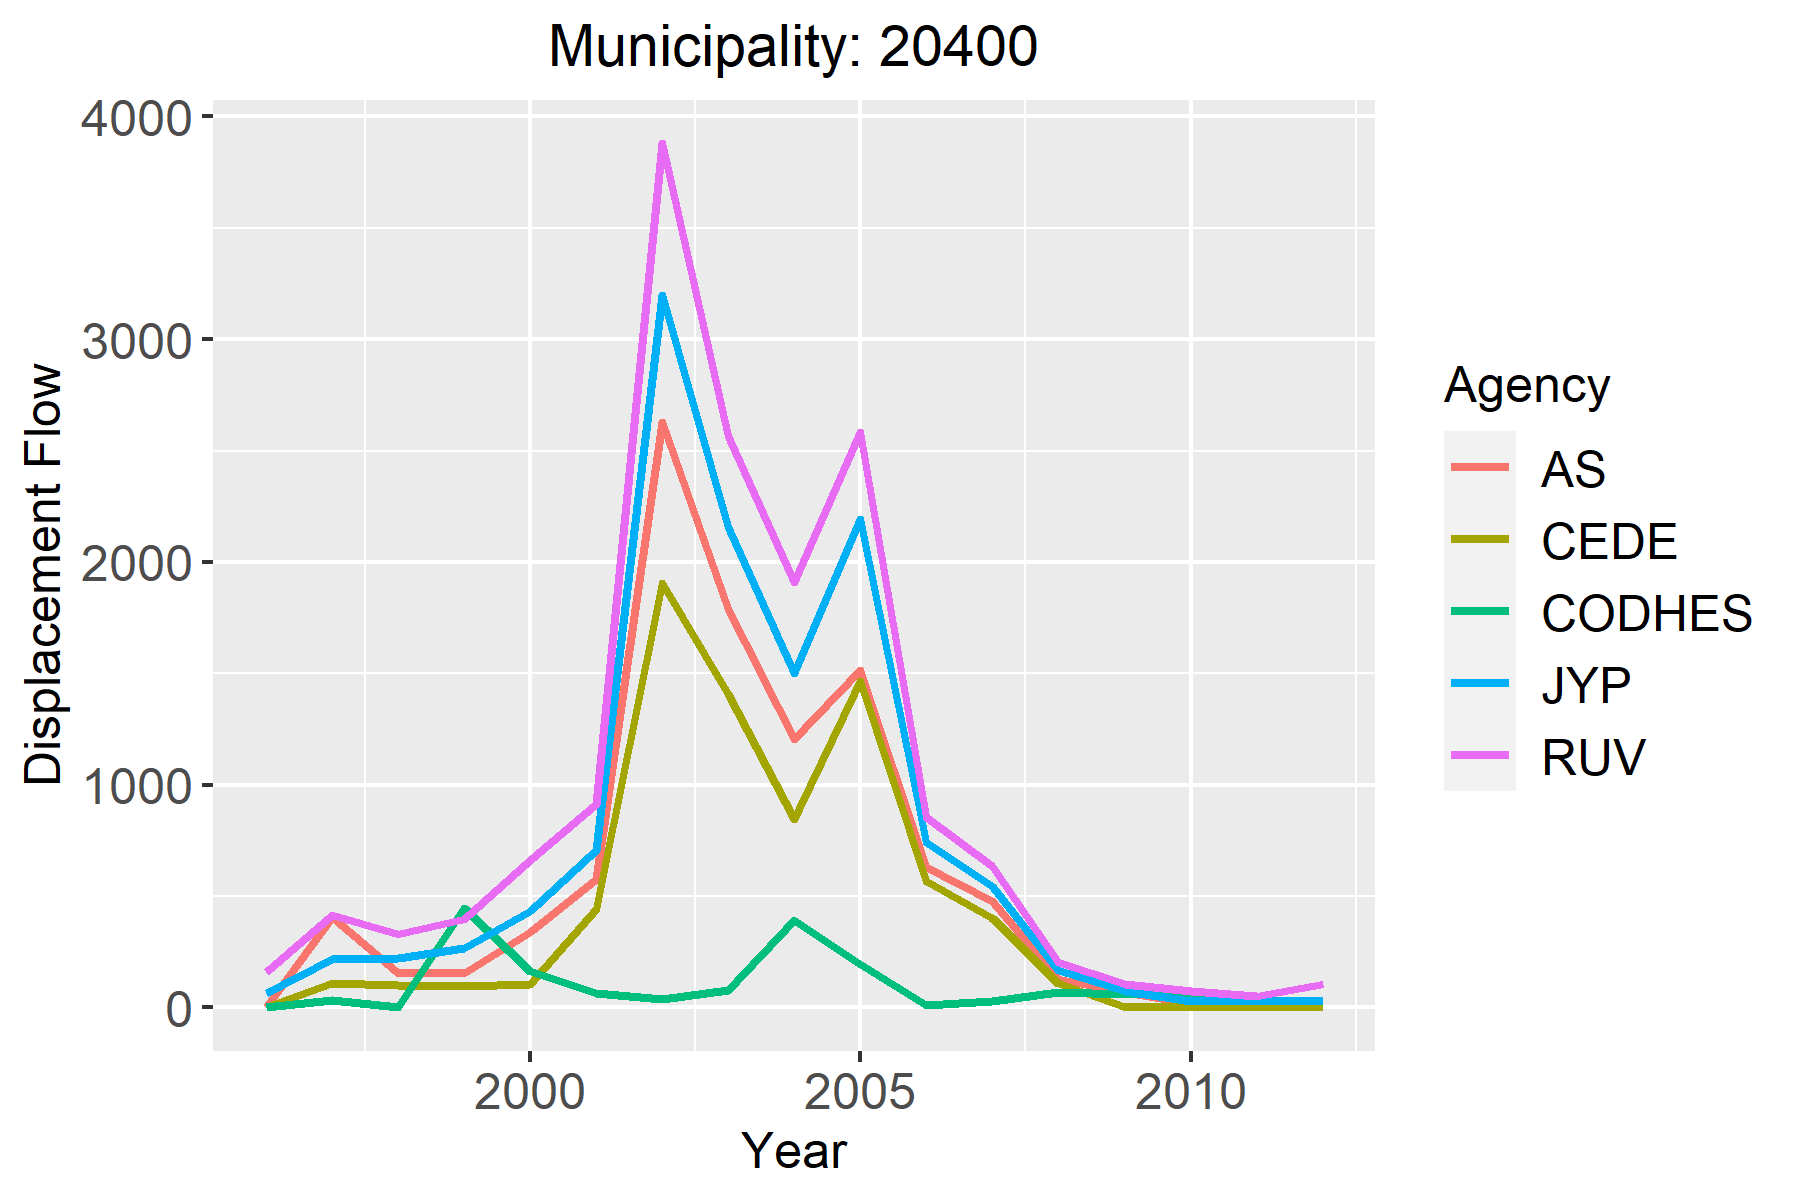 Municipality: 20400
4000
3000
2000
1000
0
Displacement Flow
2000 2005 2010
Year
Agency
AS
CEDE
CODHES
JYP
RUV